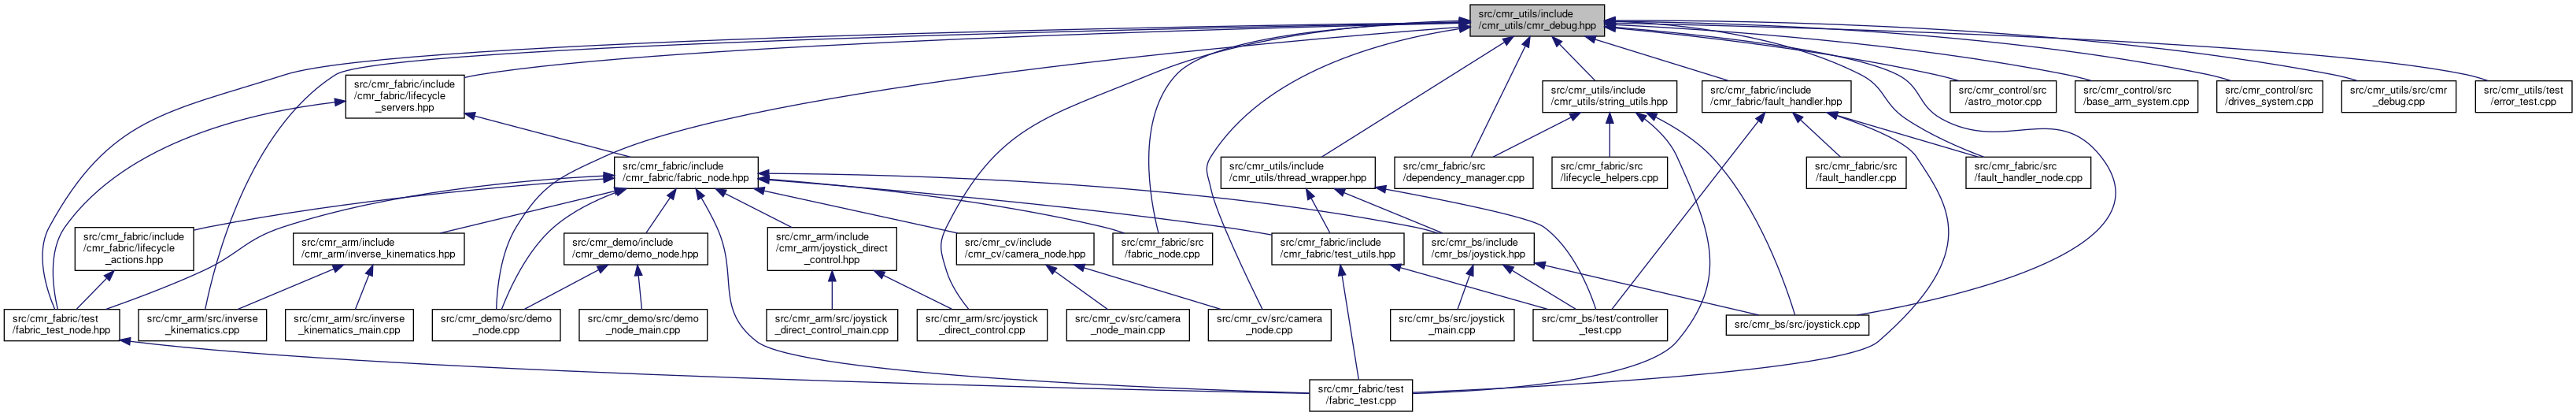 src/cmr_utils/include
/cmr_utils/cmr_debug.hpp
src/cmr_fabric/include
/cmr_fabric/lifecycle
_servers.hpp
src/cmr_utils/include
/cmr_utils/string_utils.hpp
src/cmr_fabric/include
/cmr_fabric/fault_handler.hpp
src/cmr_control/src
/astro_motor.cpp
src/cmr_control/src
/base_arm_system.cpp
src/cmr_control/src
/drives_system.cpp
src/cmr_utils/src/cmr
_debug.cpp
src/cmr_utils/test
/error_test.cpp
src/cmr_fabric/include
/cmr_fabric/fabric_node.hpp
src/cmr_utils/include
/cmr_utils/thread_wrapper.hpp
src/cmr_fabric/src
/dependency_manager.cpp
src/cmr_fabric/src
/lifecycle_helpers.cpp
src/cmr_fabric/src
/fault_handler.cpp
src/cmr_fabric/src
/fault_handler_node.cpp
src/cmr_fabric/include
/cmr_fabric/lifecycle
_actions.hpp
src/cmr_arm/include
/cmr_arm/inverse_kinematics.hpp
src/cmr_demo/include
/cmr_demo/demo_node.hpp
src/cmr_arm/include
/cmr_arm/joystick_direct
_control.hpp
src/cmr_cv/include
/cmr_cv/camera_node.hpp
src/cmr_fabric/src
/fabric_node.cpp
src/cmr_fabric/include
/cmr_fabric/test_utils.hpp
src/cmr_bs/include
/cmr_bs/joystick.hpp
src/cmr_fabric/test
/fabric_test_node.hpp
src/cmr_arm/src/inverse
_kinematics.cpp
src/cmr_arm/src/inverse
_kinematics_main.cpp
src/cmr_demo/src/demo
_node.cpp
src/cmr_demo/src/demo
_node_main.cpp
src/cmr_arm/src/joystick
_direct_control_main.cpp
src/cmr_arm/src/joystick
_direct_control.cpp
src/cmr_cv/src/camera
_node_main.cpp
src/cmr_cv/src/camera
_node.cpp
src/cmr_bs/src/joystick
_main.cpp
src/cmr_bs/test/controller
_test.cpp
src/cmr_bs/src/joystick.cpp
src/cmr_fabric/test
/fabric_test.cpp